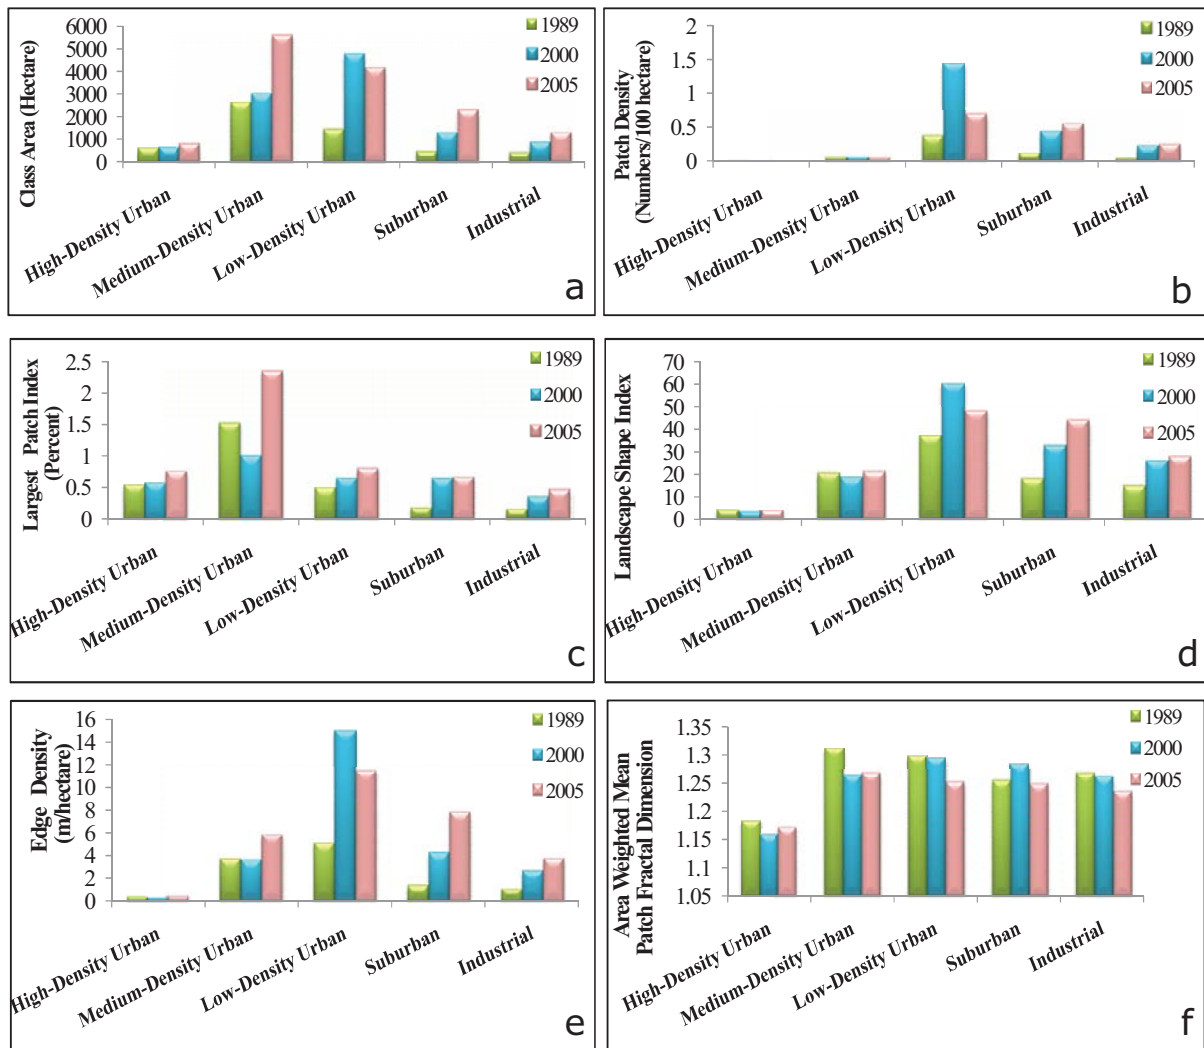 Class Area (Hectare)
6000
5000
4000
3000
2000
1000
0
High-Density Urban
Medium-Density Urban
Low-Density Urban
Suburban
Industrial
1989
2000
2005
a
Patch Density
(Numbers/100 hectare)
2
1.5
1
0.5
0
High-Density Urban
Medium-Density Urban
Low-Density Urban
Suburban
Industrial
1989
2000
2005
b
Largest Patch Index
(Percent)
2.5
2
1.5
1
0.5
0
High-Density Urban
Medium-Density Urban
Low-Density Urban
Suburban
Industrial
1989
2000
2005
c
Landscape Shape Index
70
60
50
40
30
20
10
0
High-Density Urban
Medium-Density Urban
Low-Density Urban
Suburban
Industrial
1989
2000
2005
d
Edge Density
(m/hectare)
16
14
12
10
8
6
4
2
0
High-Density Urban
Medium-Density Urban
Low-Density Urban
Suburban
Industrial
1989
2000
2005
e
Area Weighted Mean
Patch Fractal Dimension
1.35
1.3
1.25
1.2
1.15
1.1
1.05
High-Density Urban
Medium-Density Urban
Low-Density Urban
Suburban
Industrial
1989
2000
2005
f